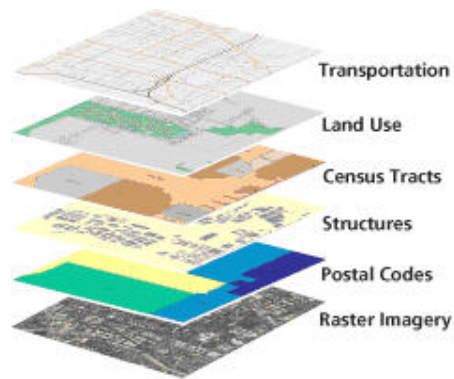 Transportation
Land Use
Census Tracts
Structures
Postal Codes
Raster Imagery